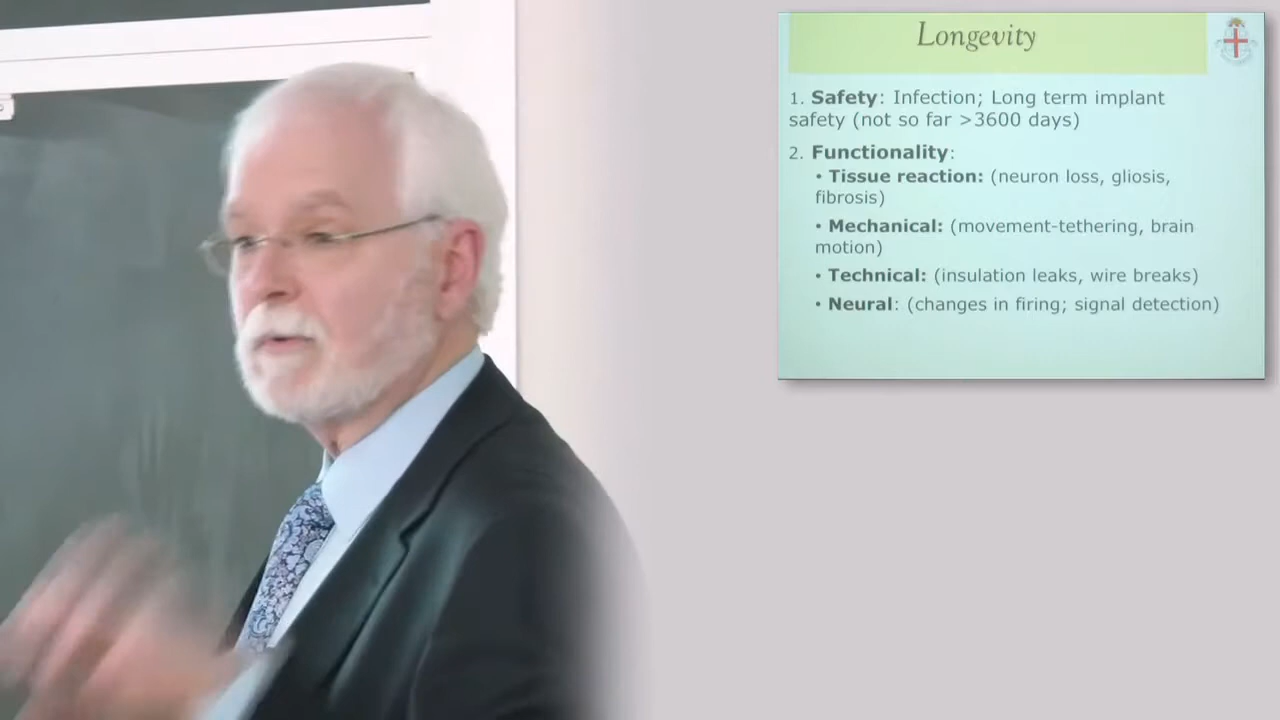 Longevity
1. Safety: Infection; Long term implant
safety (not so far >3600 days)
2. Functionality:
• Tissue reaction: (neuron loss, gliosis,
fibrosis)
• Mechanical: (movement-tethering, brain
motion)
• Technical: (insulation leaks, wire breaks)
• Neural: (changes in firing; signal detection)